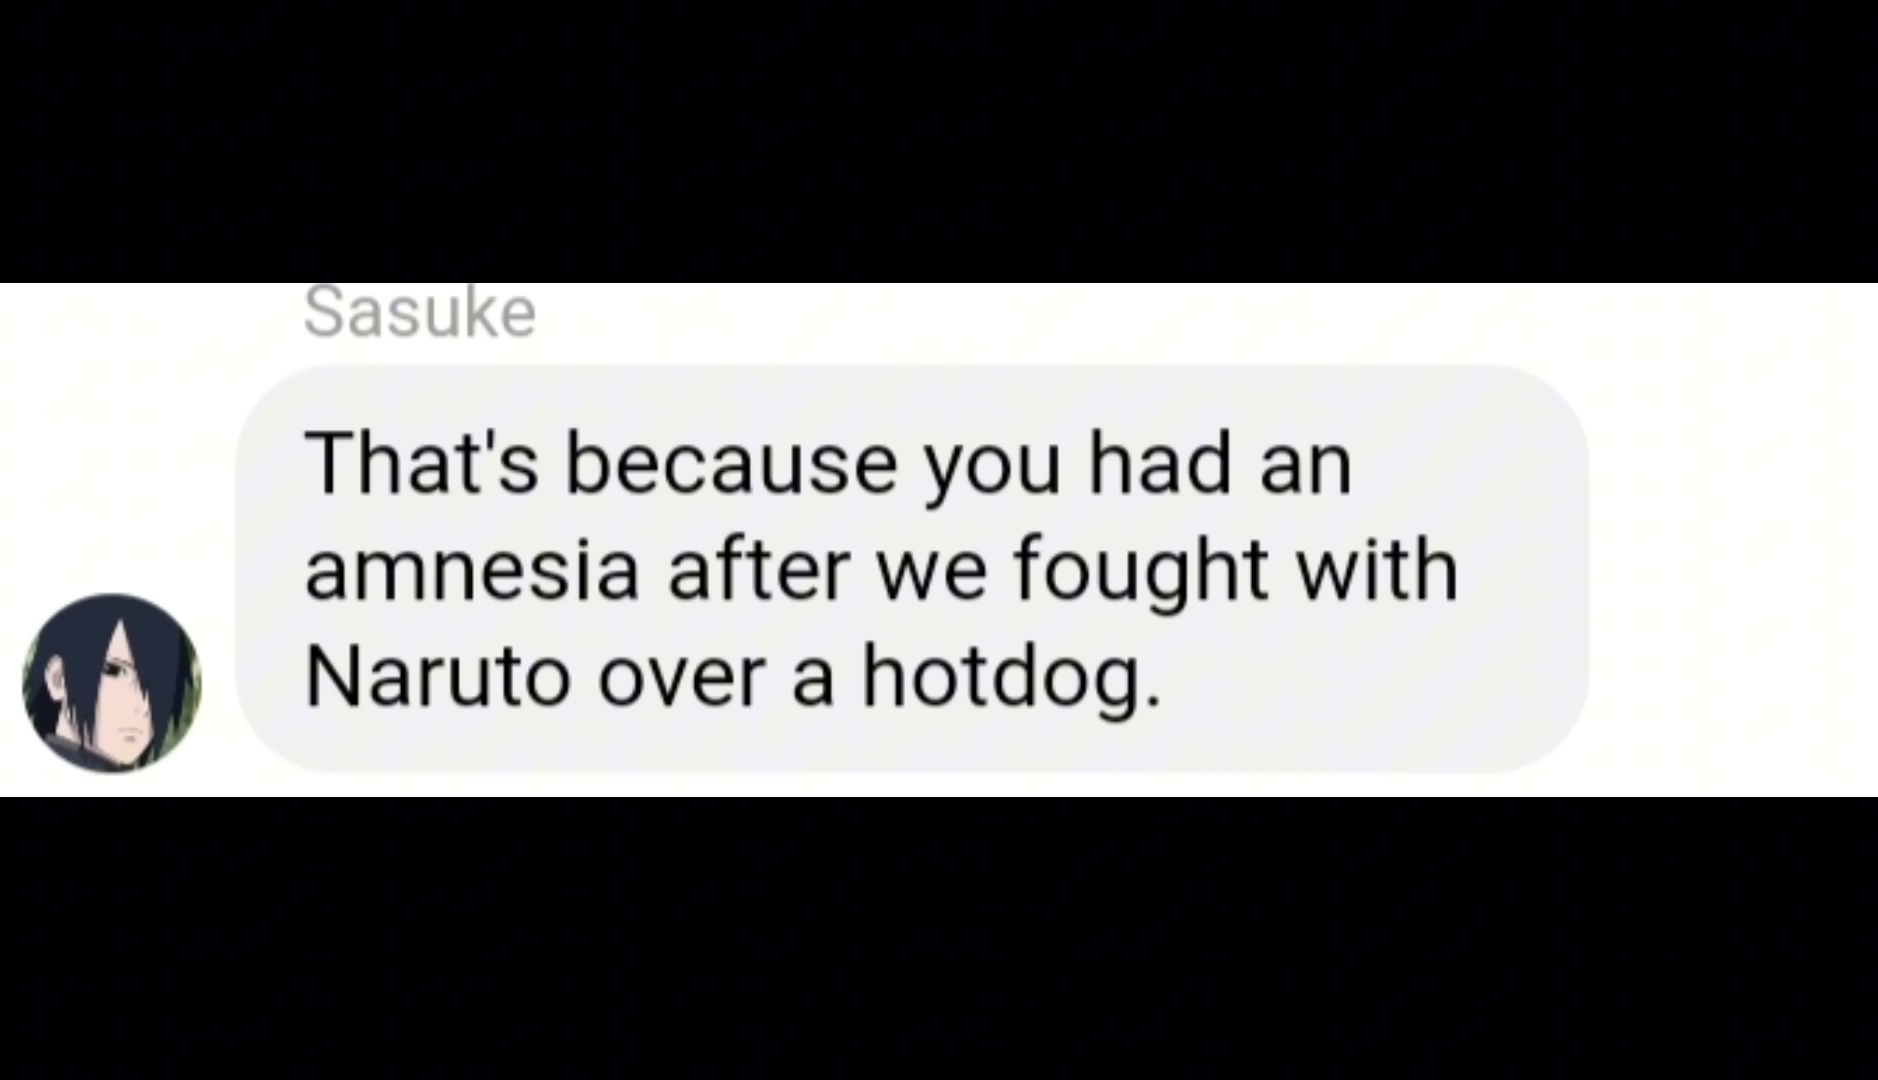 Sasuke
That's because you had an
amnesia after we fought with
Naruto over a hotdog.